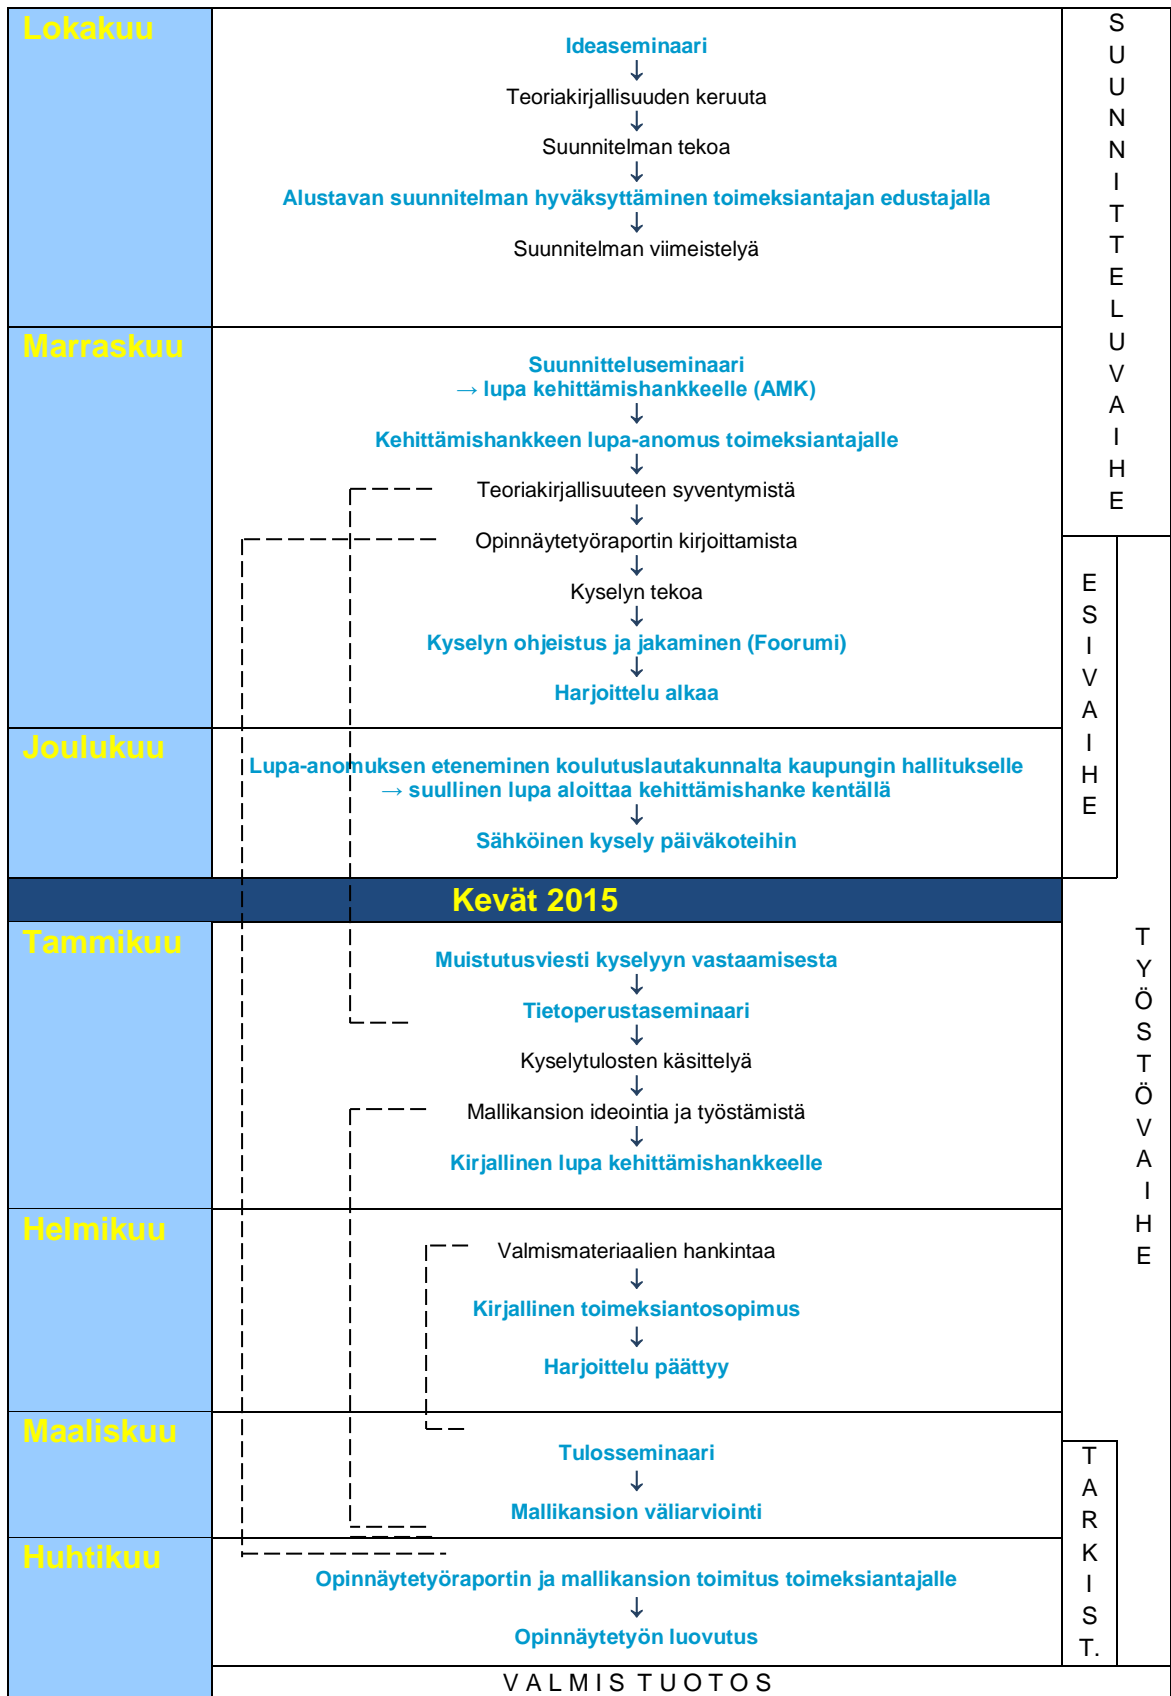 Lokakuu
Ideaseminaari
↓
Teoriakirjallisuuden keruuta
↓
Suunnitelman tekoa
↓
Alustavan suunnitelman hyväksyttäminen toimeksiantajan edustajalla
↓
Suunnitelman viimeistelyä
SUUNNITTELUVAIHE
Marraskuu
Suunnitteluseminaari
→ lupa kehittämishankkeelle (AMK)
↓
Kehittämishankkeen lupa-anomus toimeksiantajalle
↓
Teoriakirjallisuuteen syventymistä
↓
Opinnäytetyöraportin kirjoittamista
↓
Kyselyn tekoa
↓
Kyselyn ohjeistus ja jakaminen (Foorumi)
↓
Harjoittelu alkaa
ESIVAIHE
Joulukuu
Lupa-anomuksen eteneminen koulutuslautakunnalta kaupungin hallitukselle
→ suullinen lupa aloittaa kehittämishanke kentällä
↓
Sähköinen kysely päiväkoteihin
Kevät 2015
Tammikuu
Muistutusviesti kyselyyn vastaamisesta
↓
Tietoperustaseminaari
↓
Kyselytulosten käsittelyä
↓
Mallikansion ideointia ja työstämistä
↓
Kirjallinen lupa kehittämishankkeelle
TYÖSTÖVAIHE
Helmikuu
Valmismateriaalien hankintaa
↓
Kirjallinen toimeksiantosopimus
↓
Harjoittelu päättyy
Maaliskuu
Tulosseminaari
↓
Mallikansion väliarviointi
TARKIST.
Huhtikuu
Opinnäytetyöraportin ja mallikansion toimitus toimeksiantajalle
↓
Opinnäytetyön luovutus
VALMIS TUOTOS